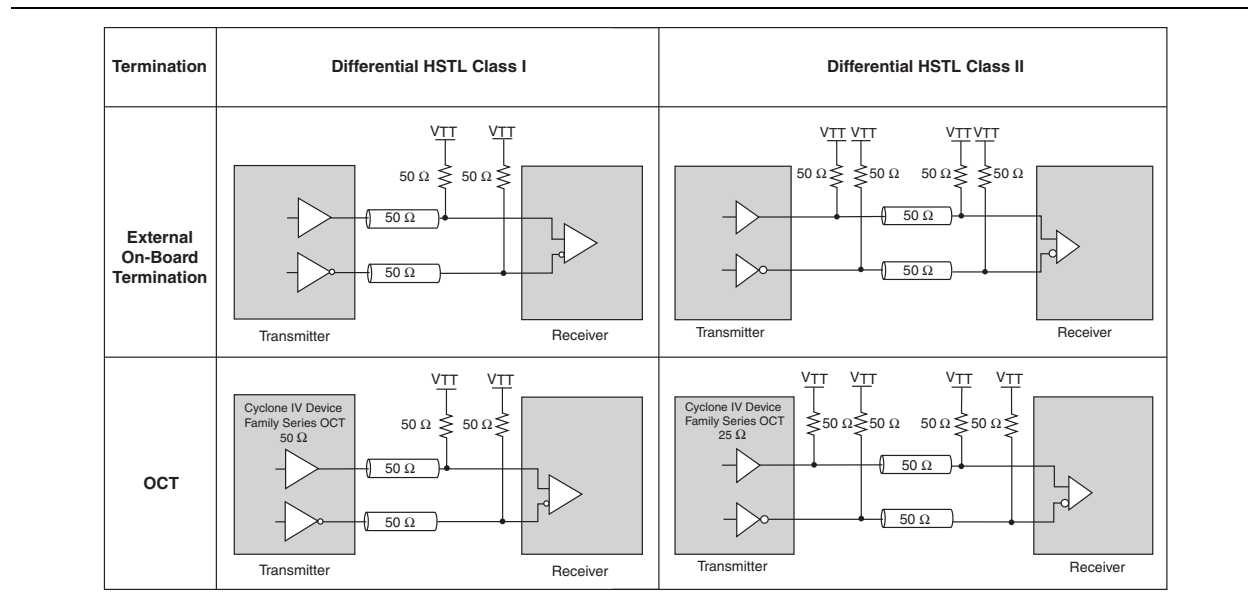 Termination
Differential HSTL Class I
Differential HSTL Class II
External
On-Board
Termination
VTT VTT
50 Ω 50 Ω
50 Ω
50 Ω
Transmitter
Receiver
VTT VTT VTT VTT
50 Ω 50 Ω 50 Ω 50 Ω
50 Ω
50 Ω
Transmitter
Receiver
OCT
Cyclone IV Device
Family Series OCT
50 Ω
VTT VTT
50 Ω 50 Ω
50 Ω
50 Ω
Transmitter
Receiver
Cyclone IV Device
Family Series OCT
25 Ω
VTT VTT VTT VTT
50 Ω 50 Ω 50 Ω 50 Ω
50 Ω
50 Ω
Transmitter
Receiver